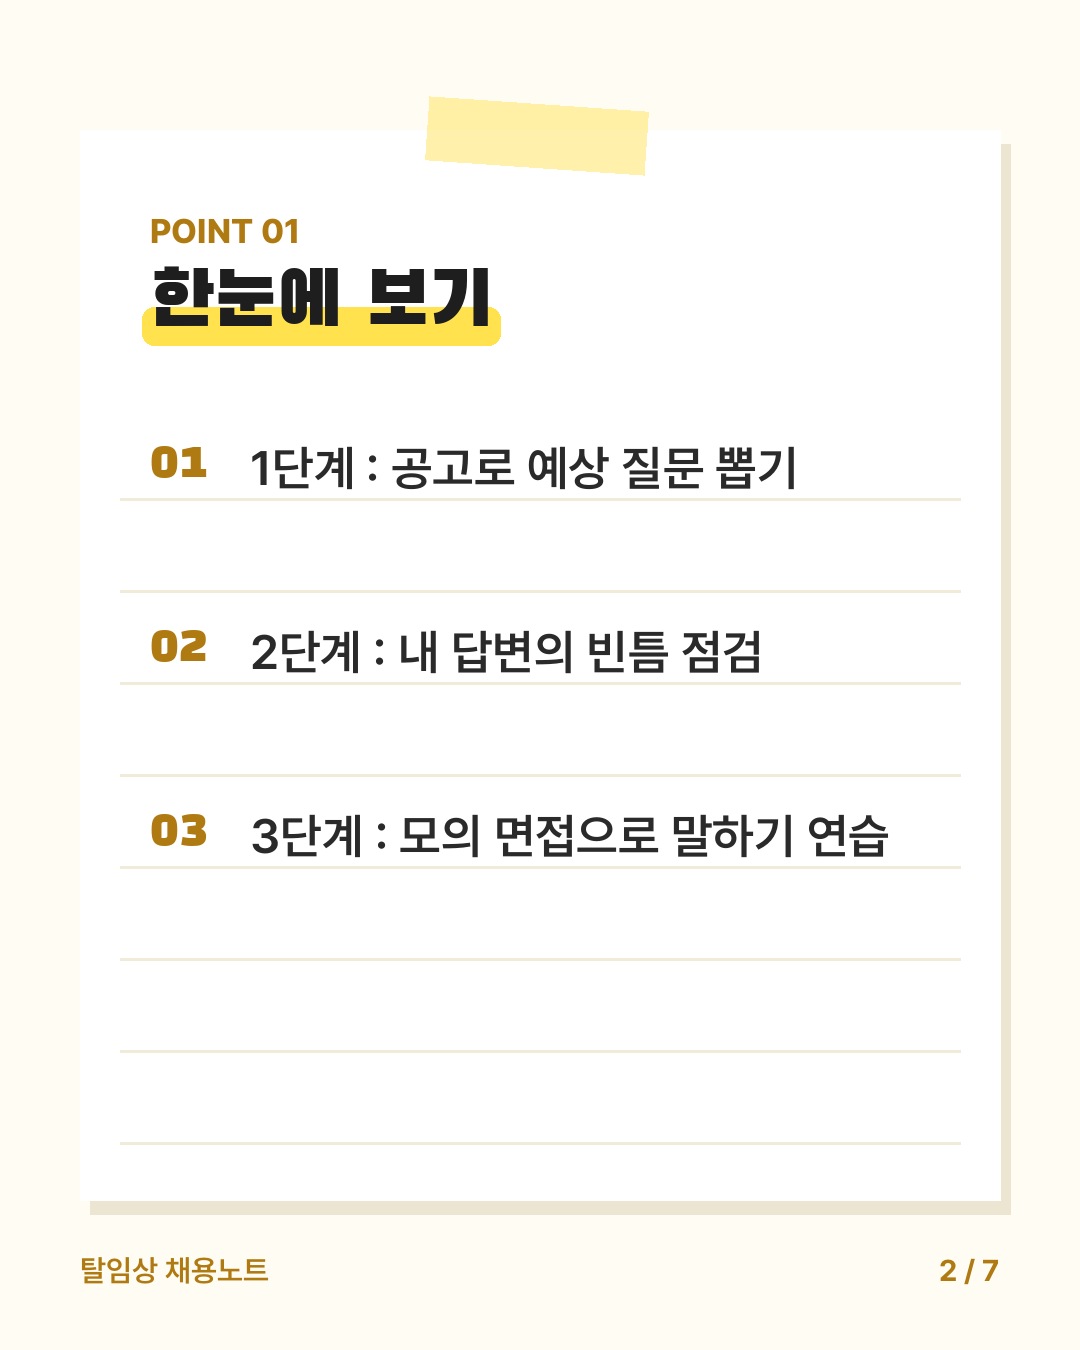 POINT 01
한눈에 보기
01 1단계 : 공고로 예상 질문 뽑기
02 2단계 : 내 답변의 빈틈 점검
03 3단계 : 모의 면접으로 말하기 연습
탈임상 채용노트
2 / 7